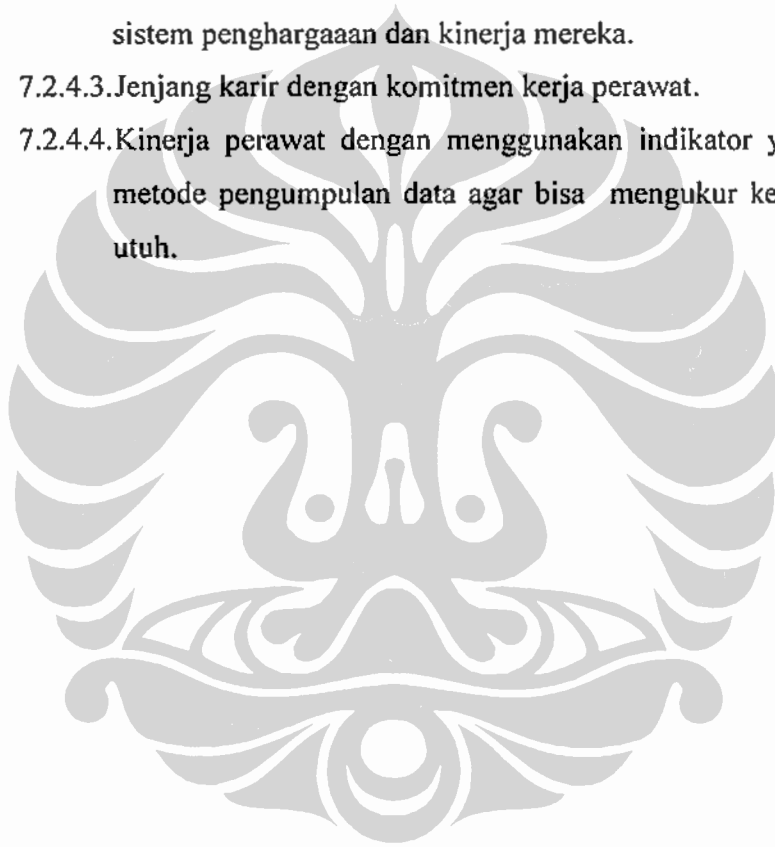 sistem penghargaaan dan kinerja mereka.
7.2.4.3.Jenjang karir dengan komitmen kerja perawat.
7.2.4.4.Kinerja perawat dengan menggunakan indikator
metode pengumpulan data agar bisa mengukur
utuh.